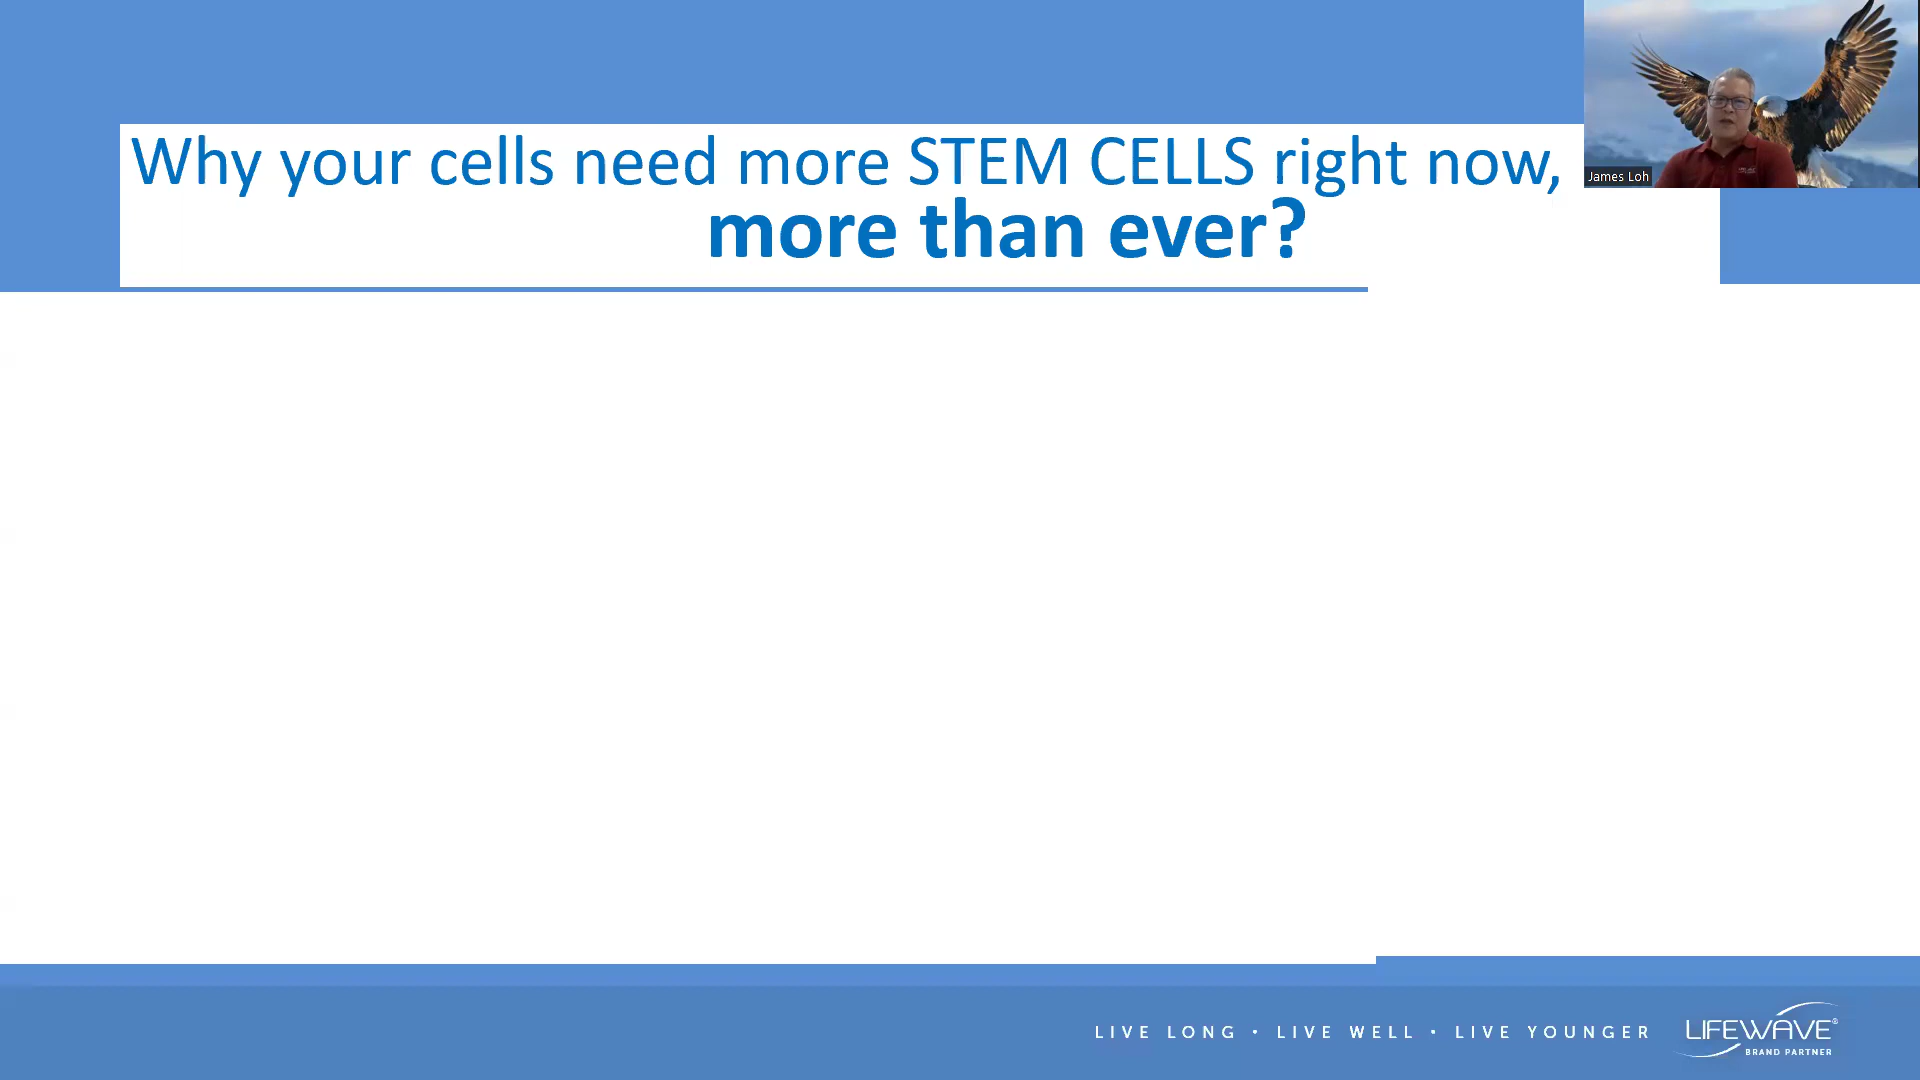 Why your cells need more STEM CELLS right now,
more than ever?
James Loh
LIVE LONG • LIVE WELL • LIVE YOUNGER
LIFEWAVE®
BRAND PARTNER